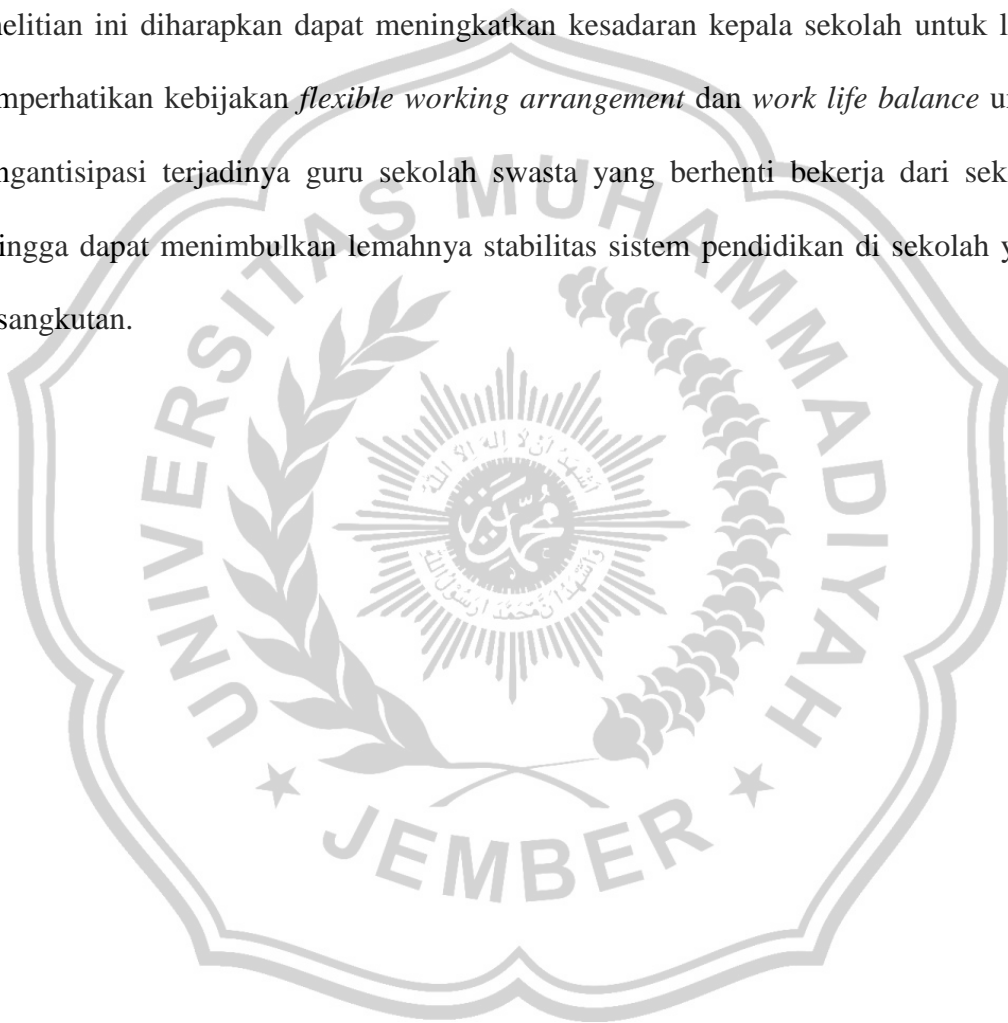 nelitian ini diharapkan dapat meningkatkan kesadaran kepala sekolah untuk l
mperhatikan kebijakan flexible working arrangement dan work life balance u
ngantisipasi terjadinya guru sekolah swasta yang berhenti bekerja dari sek
ingga dapat menimbulkan lemahnya stabilitas sistem pendidikan di sekolah y
sangkutan.
UNIVERSITAS MUHAMMADIYAH
JEMBER